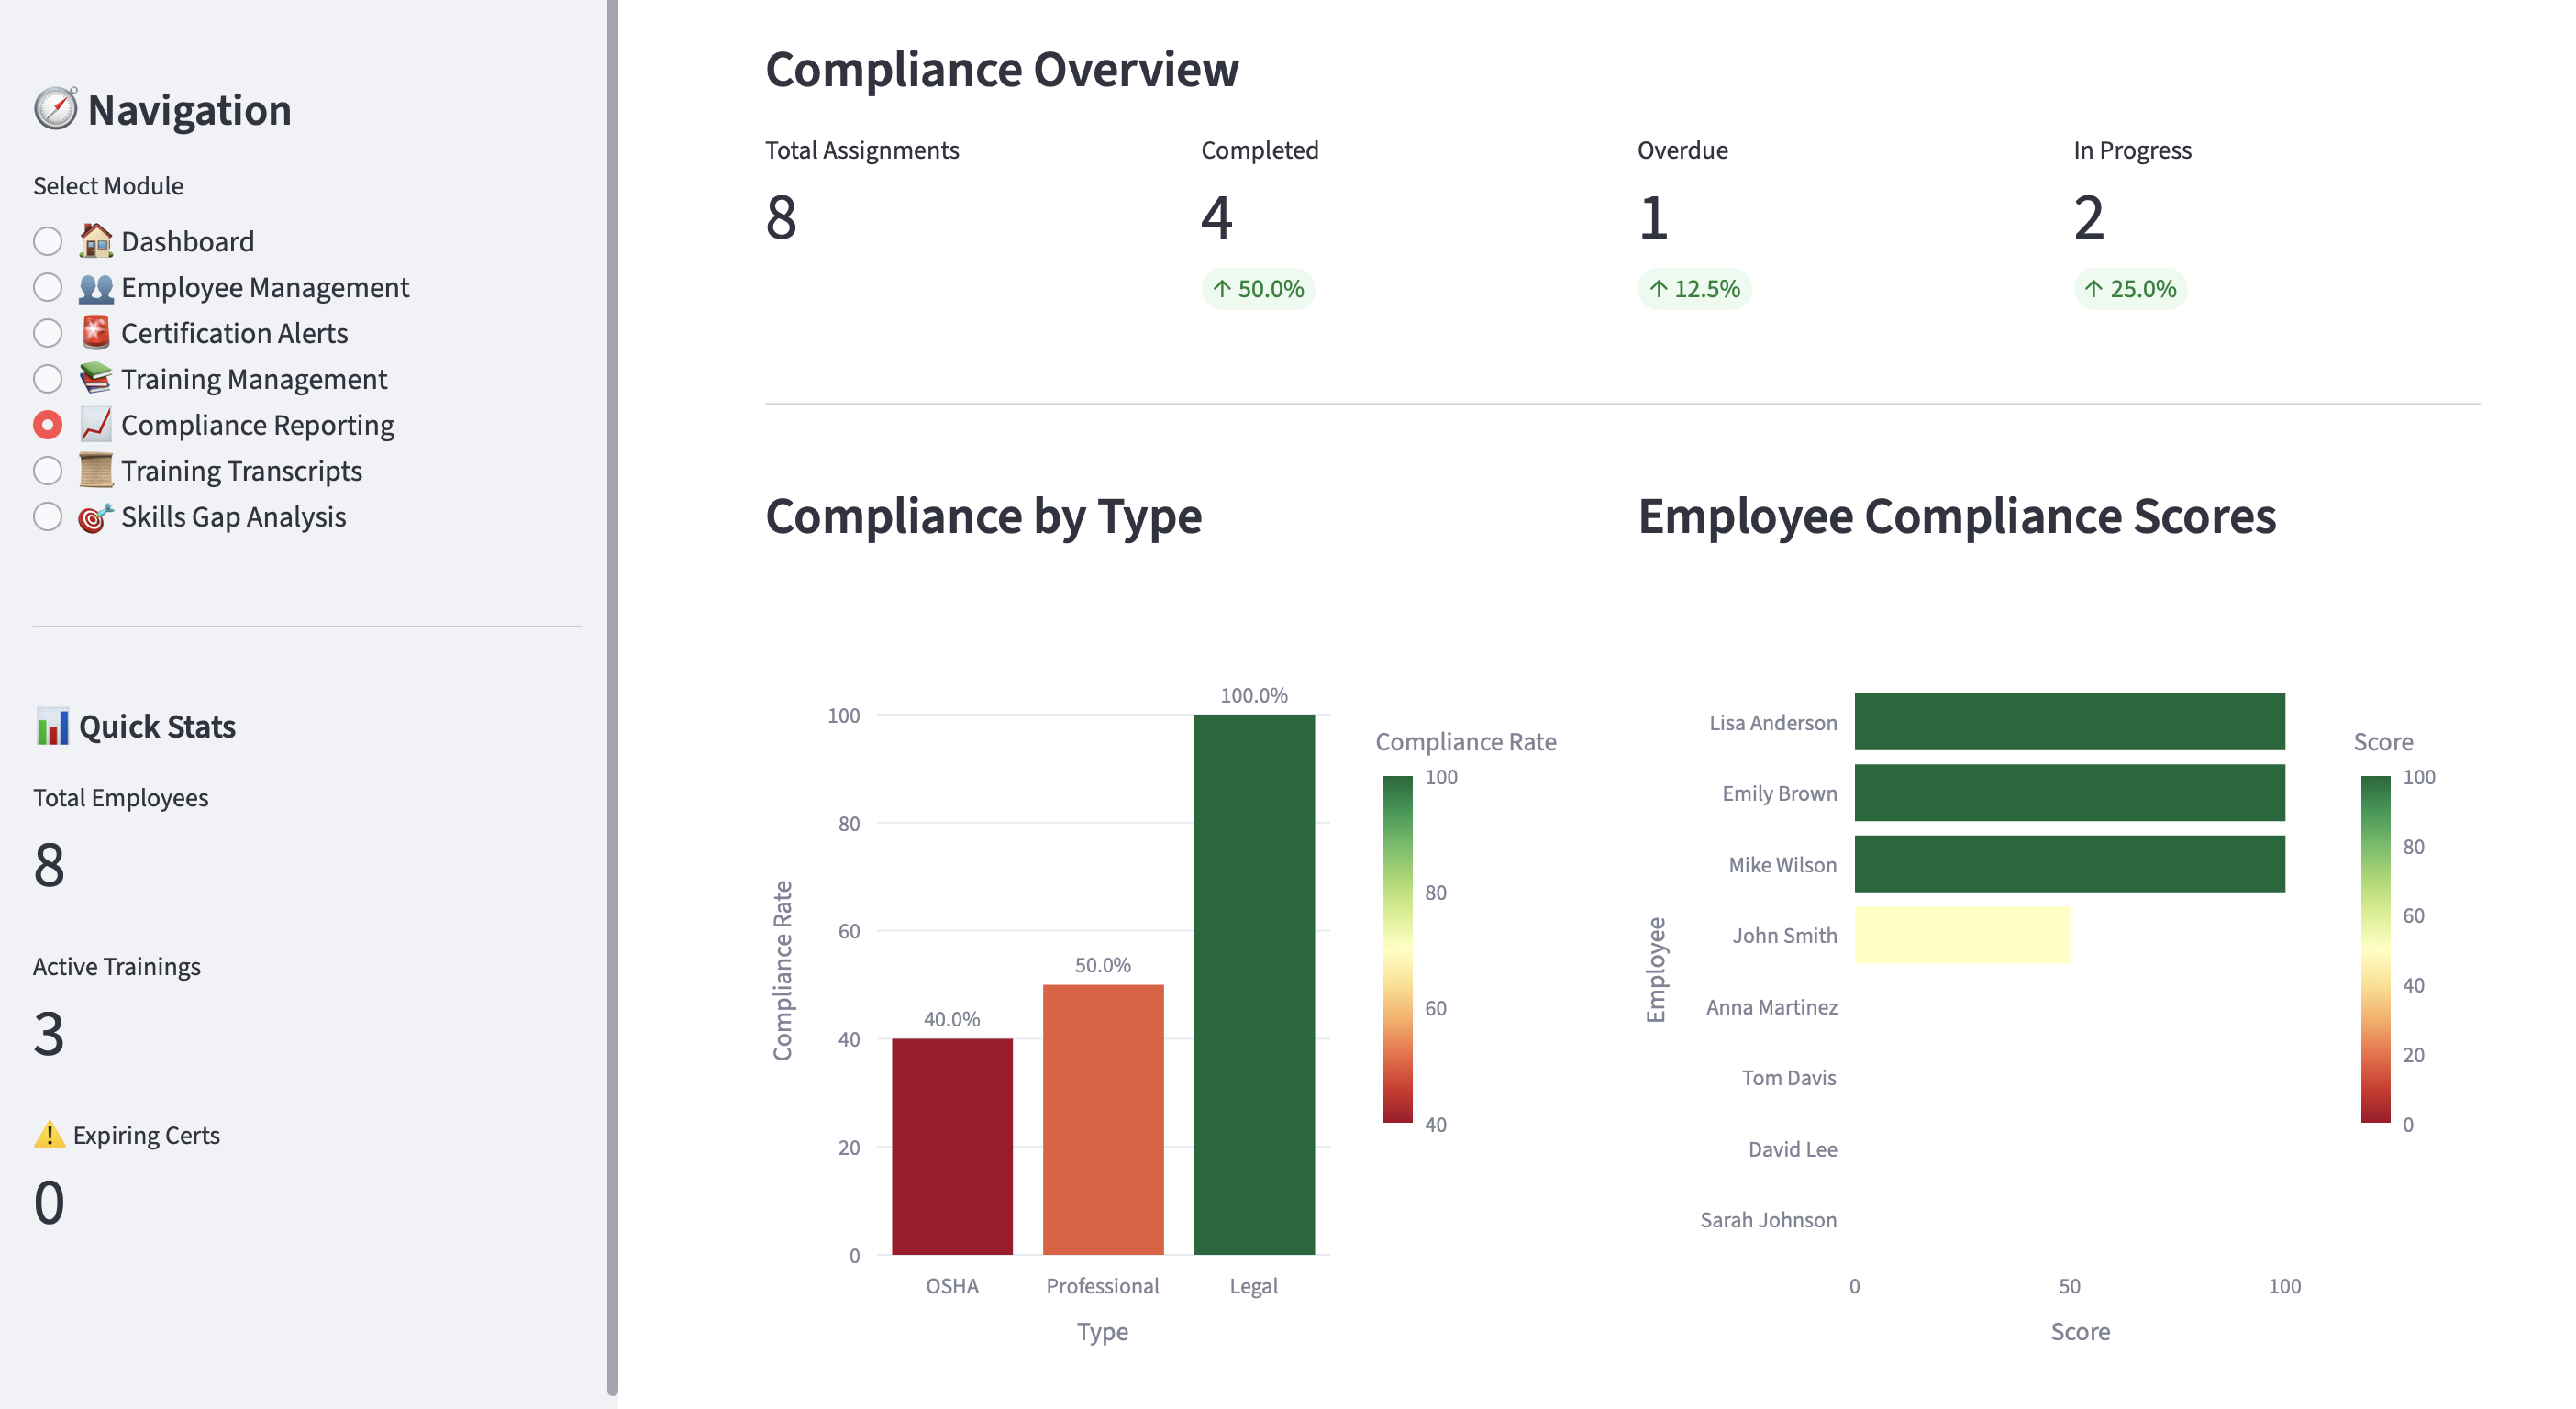 Navigation
Select Module
Dashboard
Employee Management
Certification Alerts
Training Management
Compliance Reporting
Training Transcripts
Skills Gap Analysis
Quick Stats
Total Employees
8
Active Trainings
3
Expiring Certs
0
Compliance Overview
Total Assignments
8
Completed
4
↑ 50.0%
Overdue
1
↑ 12.5%
In Progress
2
↑ 25.0%
Compliance by Type
Compliance Rate
100
80
60
40
20
0
40.0%
50.0%
100.0%
OSHA
Professional
Legal
Type
Compliance Rate
100
80
60
40
Employee Compliance Scores
Employee
Lisa Anderson
Emily Brown
Mike Wilson
John Smith
Anna Martinez
Tom Davis
David Lee
Sarah Johnson
0
50
100
Score
Score
100
80
60
40
20
0